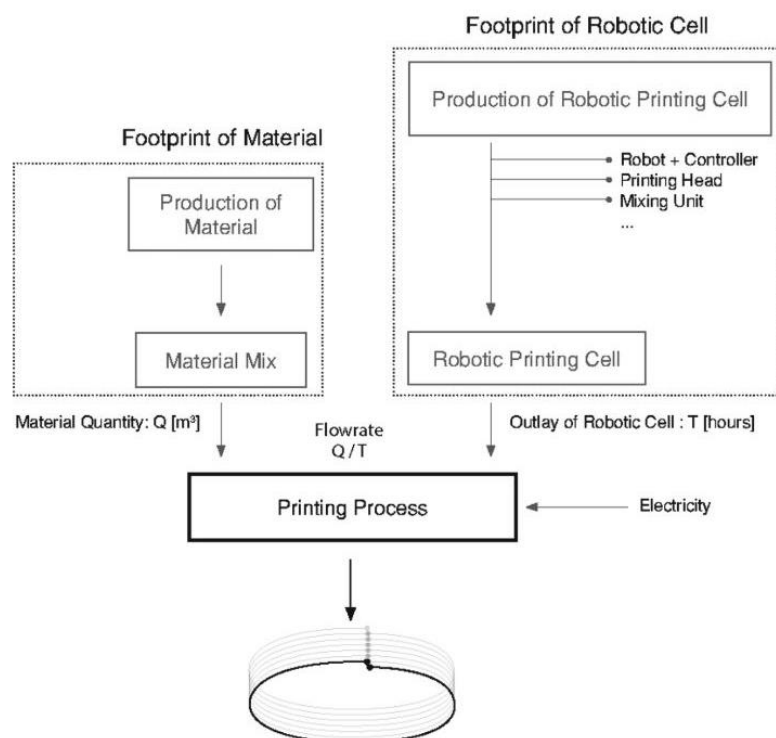 Footprint of Robotic Cell
Production of Robotic Printing Cell
Footprint of Material
Robot + Controller
Printing Head
Mixing Unit
...
Production of
Material
Material Mix
Robotic Printing Cell
Material Quantity: Q [m³]
Flowrate
Q / T
Outlay of Robotic Cell : T [hours]
Printing Process
Electricity